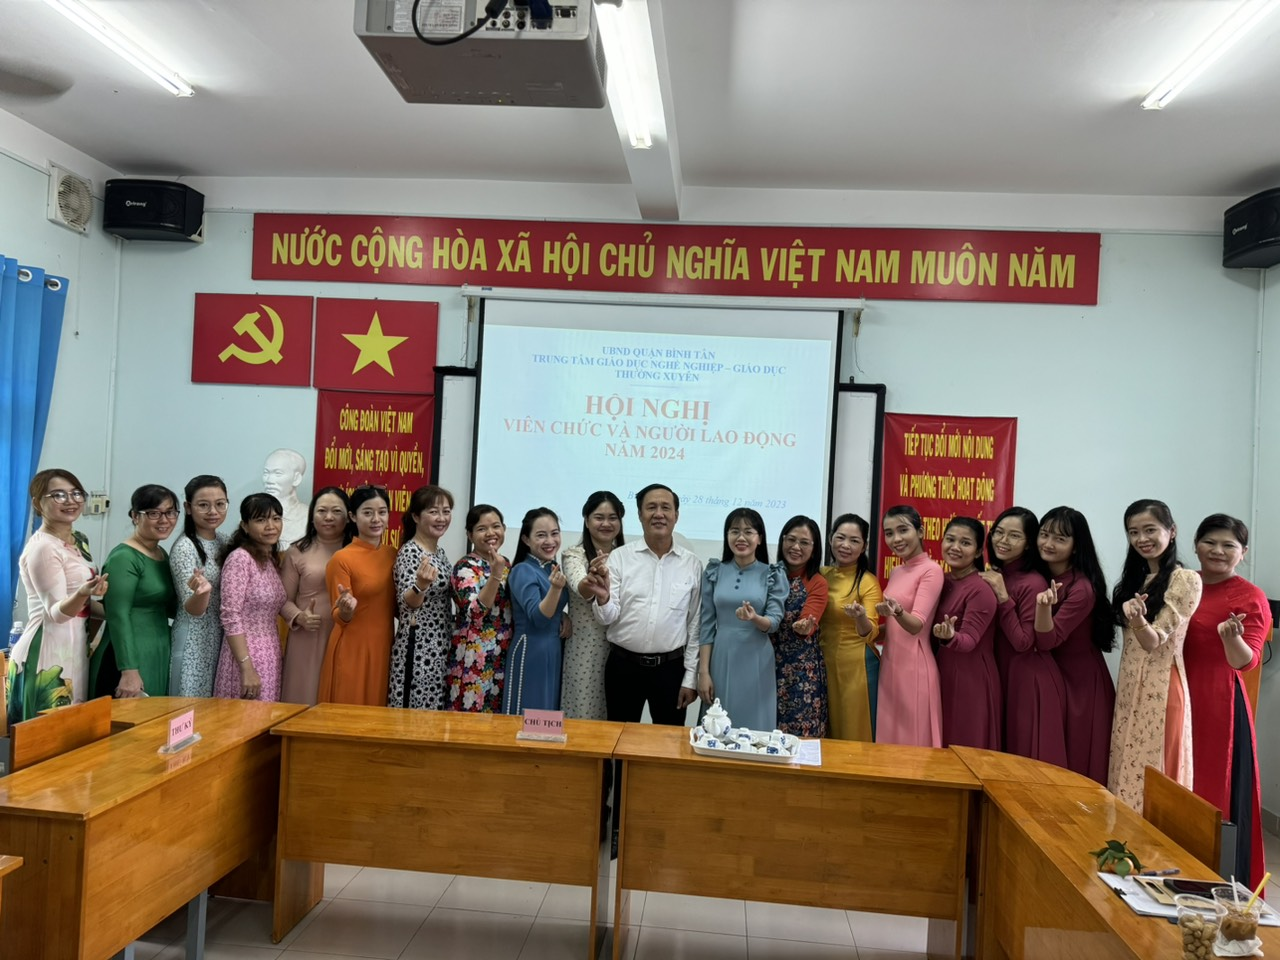 NƯỚC CỘNG HÒA XÃ HỘI CHỦ NGHĨA VIỆT NAM MUÔN NĂM
UBND QUẬN BÌNH TÂN
TRUNG TÂM GIÁO DỤC NGHỀ NGHIỆP – GIÁO DỤC
THƯỜNG XUYÊN
HỘI NGHỊ
VIÊN CHỨC VÀ NGƯỜI LAO ĐỘNG
NĂM 2024
28 tháng 12 năm 2023
CÔNG ĐOÀN VIỆT NAM
ĐỔI MỚI, SÁNG TẠO VÌ QUYỀN,
VIÊN
TIẾP TỤC ĐỔI MỚI NỘI DUNG
VÀ PHƯƠNG THỨC HOẠT ĐỘNG
THEO
THƯ KÝ
CHỦ TỊCH